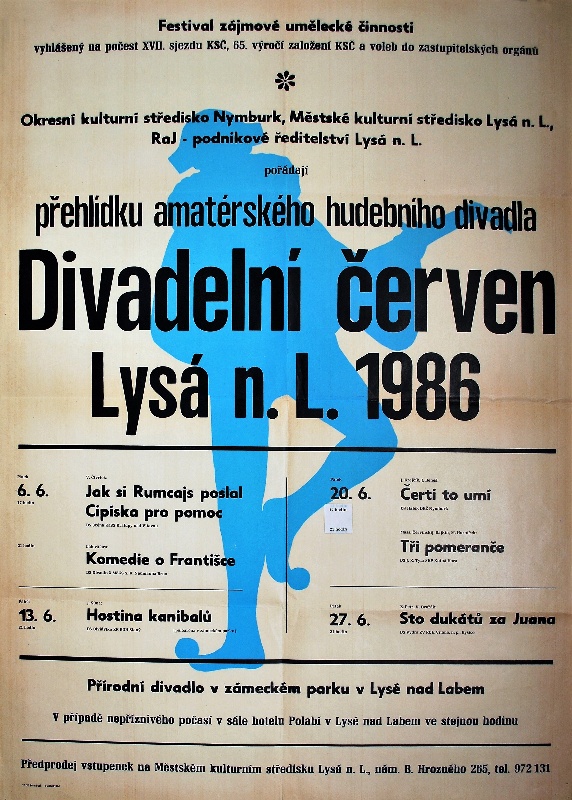 Festival zájmové umělecké činnosti
vyhlášený na počest XVII. sjezdu KSČ, 65. výročí založení KSČ a voleb do zastupitelských orgánů
Okresní kulturní středisko Nymburk, Městské kulturní středisko Lysá n. L.,
RaJ - podnikové ředitelství Lysá n. L.
pořádají
přehlídku amatérského hudebního divadla
Divadelní červen
Lysá n. L. 1986
6. 6.
Jak si Rumcajs poslal
Cipíska pro pomoc
Komedie o Františce
13. 6.
Hostina kanibalů
20. 6.
Čerti to umí
Tři pomeranče
27. 6.
Sto dukátů za Juana
Přírodní divadlo v zámeckém parku v Lysé nad Labem
V případě nepříznivého počasí v sále hotelu Polabí v Lysé nad Labem ve stejnou hodinu
Předprodej vstupenek na Městském kulturním středisku Lysá n. L., nám. B. Hrozného 265, tel. 972 131